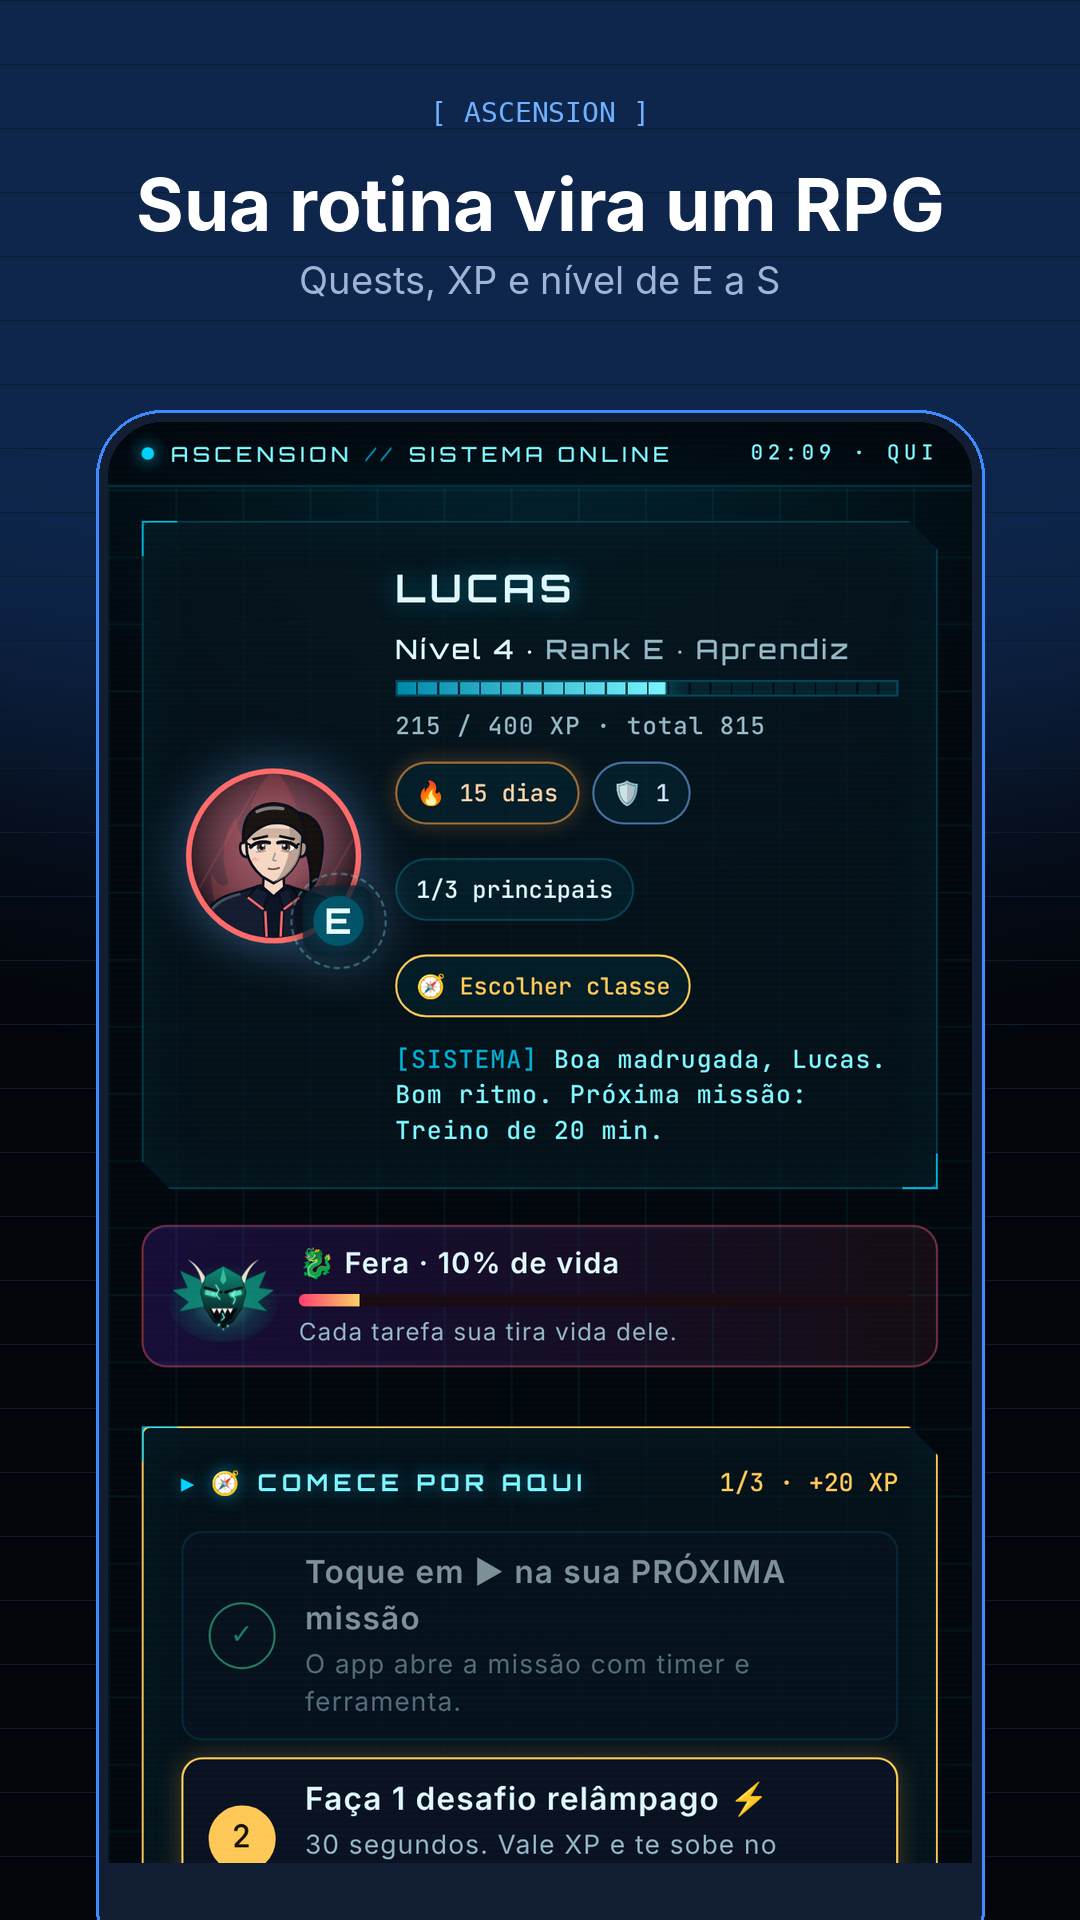 [ ASCENSION ]
Sua rotina vira um RPG
Quests, XP e nível de E a S
ASCENSION // SISTEMA ONLINE
02:09 · QUI
LUCAS
Nível 4 · Rank E · Aprendiz
215 / 400 XP · total 815
🔥 15 dias
🛡️ 1
E
1/3 principais
🧭 Escolher classe
[SISTEMA] Boa madrugada, Lucas.
Bom ritmo. Próxima missão:
Treino de 20 min.
🐉 Fera · 10% de vida
Cada tarefa sua tira vida dele.
▶ 🧭 COMECE POR AQUI
1/3 · +20 XP
Toque em ▶ na sua PRÓXIMA
missão
✓
O app abre a missão com timer e
ferramenta.
Faça 1 desafio relâmpago ⚡
2
30 segundos. Vale XP e te sobe no